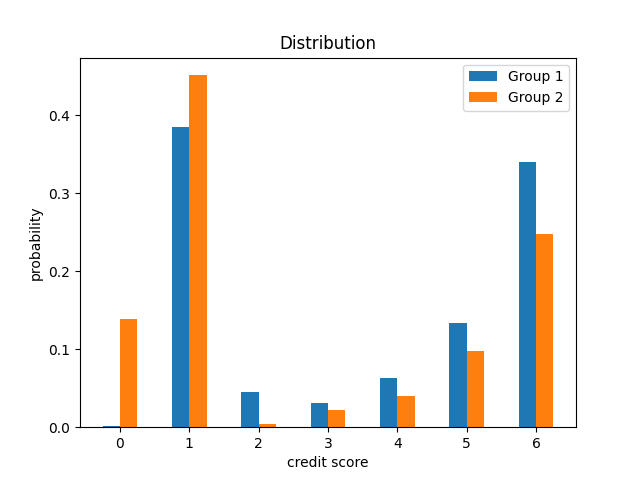 Distribution
Group 1
Group 2
probability
0.4
0.3
0.2
0.1
0.0
0 1 2 3 4 5 6
credit score